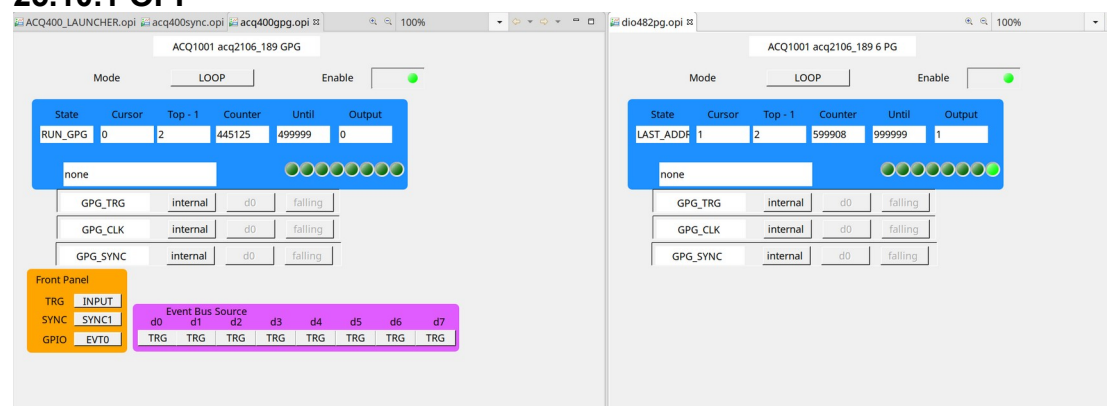 ACQ400_LAUNCHER.opi acq400sync.opi acq400gpg.opi 100%
ACQ1001 acq2106_189 GPG
Mode LOOP Enable
State Cursor Top - 1 Counter Until Output
RUN_GPG 0 2 445125 499999 0
none
GPG_TRG internal d0 falling
GPG_CLK internal d0 falling
GPG_SYNC internal d0 falling
Front Panel
TRG INPUT
SYNC SYNC1
GPIO EVT0
Event Bus Source
d0 d1 d2 d3 d4 d5 d6 d7
TRG TRG TRG TRG TRG TRG TRG TRG
dio482pg.opi 100%
ACQ1001 acq2106_189 6 PG
Mode LOOP Enable
State Cursor Top - 1 Counter Until Output
LAST_ADDR 1 2 599908 999999 1
none
GPG_TRG internal d0 falling
GPG_CLK internal d0 falling
GPG_SYNC internal d0 falling